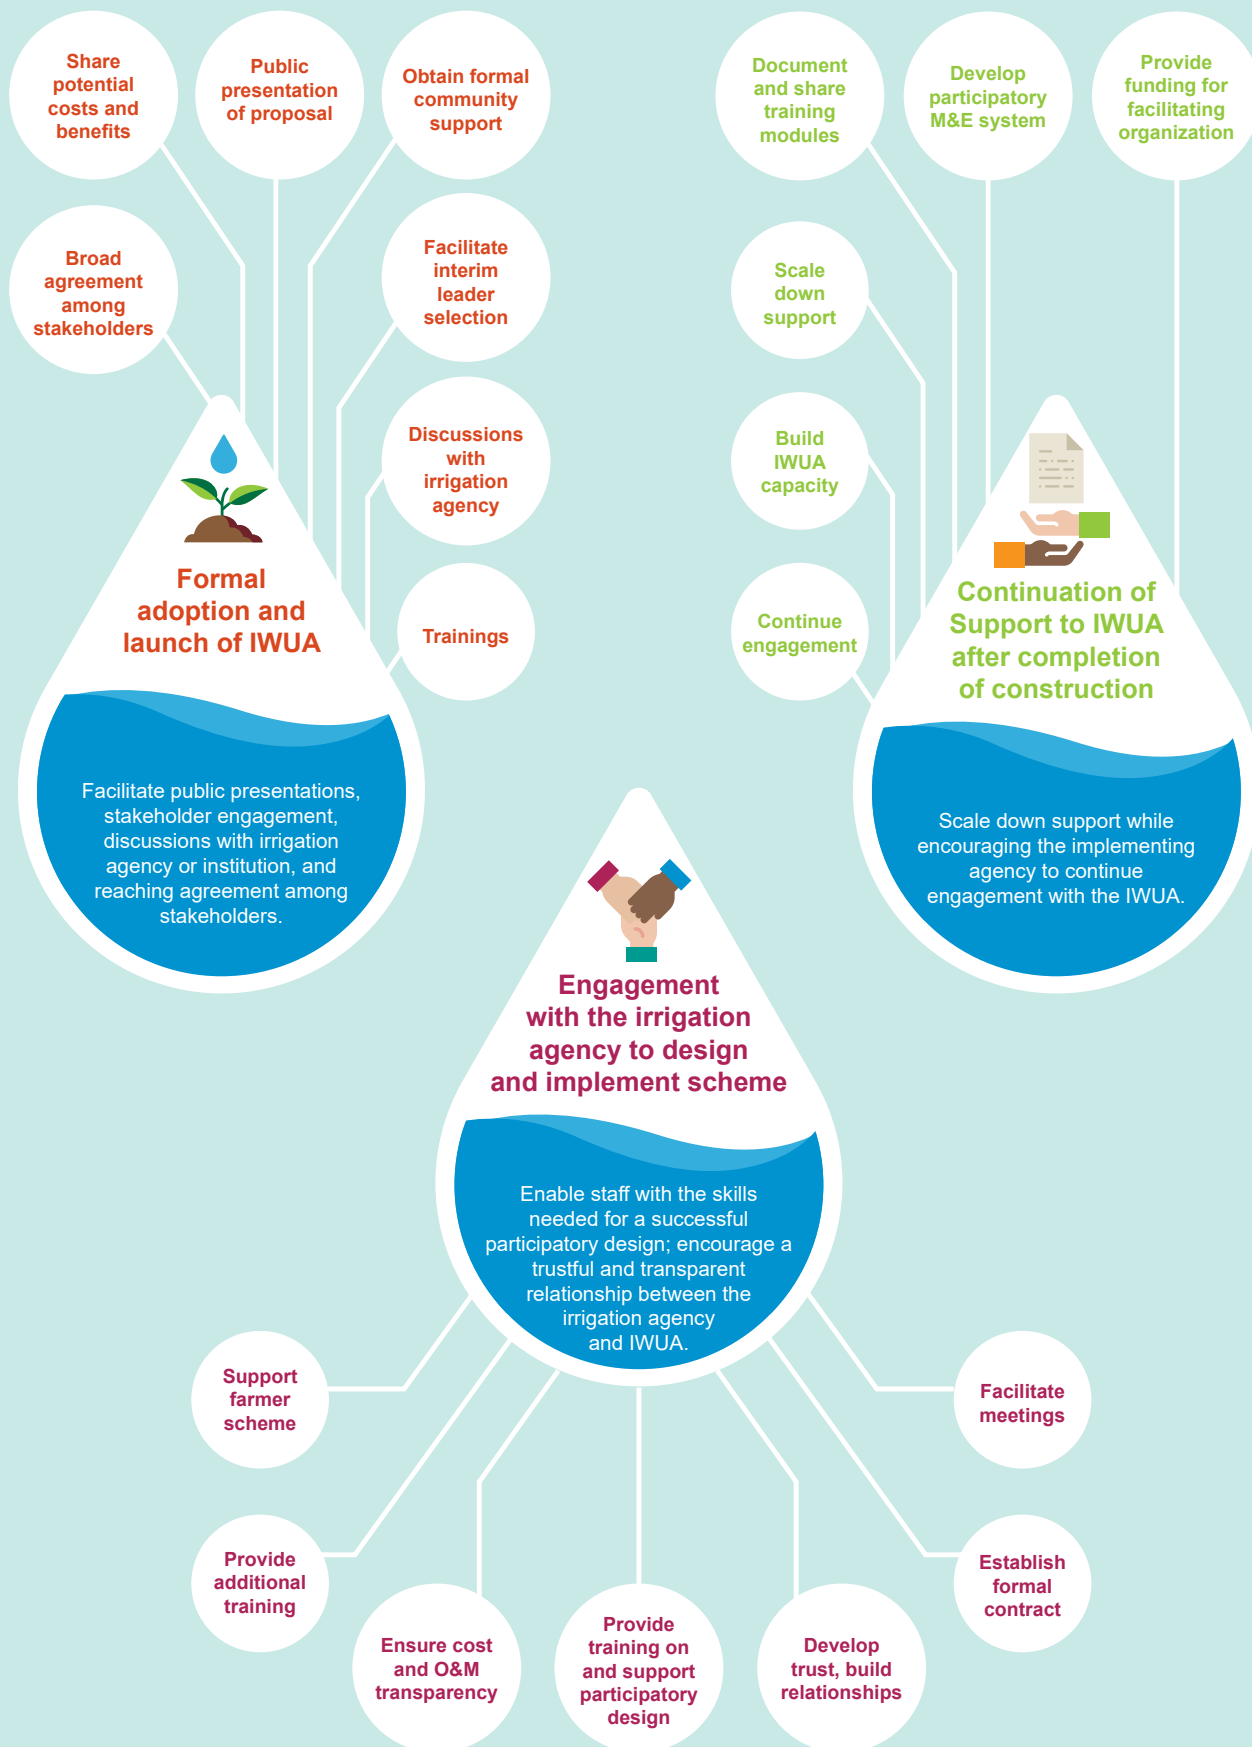 Share
potential
costs and
benefits
Public
presentation
of proposal
Obtain formal
community
support
Broad
agreement
among
stakeholders
Facilitate
interim
leader
selection
Discussions
with
irrigation
agency
Trainings
Formal
adoption and
launch of IWUA
Facilitate public presentations,
stakeholder engagement,
discussions with irrigation
agency or institution, and
reaching agreement among
stakeholders.
Document
and share
training
modules
Develop
participatory
M&E system
Provide
funding for
facilitating
organization
Scale
down
support
Build
IWUA
capacity
Continue
engagement
Continuation of
Support to IWUA
after completion
of construction
Scale down support while
encouraging the implementing
agency to continue
engagement with the IWUA.
Engagement
with the irrigation
agency to design
and implement scheme
Enable staff with the skills
needed for a successful
participatory design; encourage a
trustful and transparent
relationship between the
irrigation agency
and IWUA.
Support
farmer
scheme
Provide
additional
training
Ensure cost
and O&M
transparency
Provide
training on
and support
participatory
design
Develop
trust, build
relationships
Establish
formal
contract
Facilitate
meetings